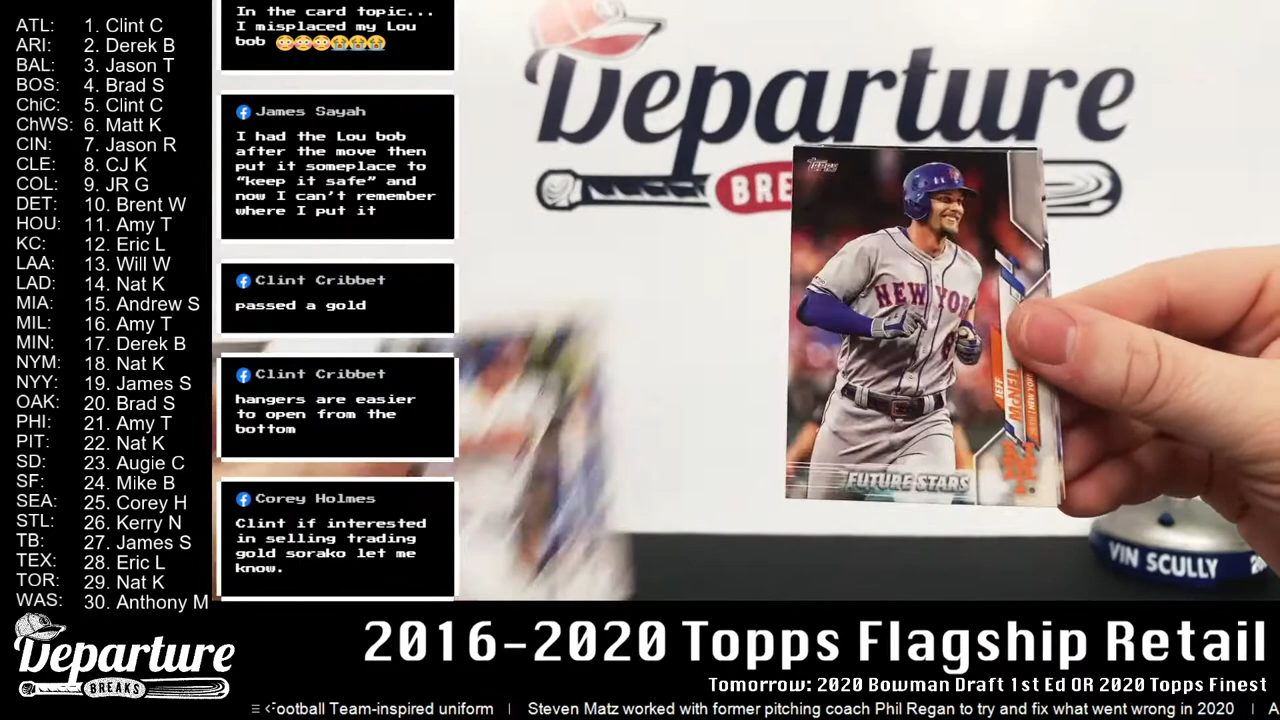 ATL: 1. Clint C
ARI: 2. Derek B
BAL: 3. Jason T
BOS: 4. Brad S
ChiC: 5. Clint C
ChWS: 6. Matt K
CIN: 7. Jason R
CLE: 8. CJ K
COL: 9. JR G
DET: 10. Brent W
HOU: 11. Amy T
KC: 12. Eric L
LAA: 13. Will W
LAD: 14. Nat K
MIA: 15. Andrew S
MIL: 16. Amy T
MIN: 17. Derek B
NYM: 18. Nat K
NYY: 19. James S
OAK: 20. Brad S
PHI: 21. Amy T
PIT: 22. Nat K
SD: 23. Augie C
SF: 24. Mike B
SEA: 25. Corey H
STL: 26. Kerry N
TB: 27. James S
TEX: 28. Eric L
TOR: 29. Nat K
WAS: 30. Anthony M
In the card topic...
I misplaced my Lou
bob 😳😳😳😭😭😭
James Sayah
I had the Lou bob
after the move then
put it someplace to
"keep it safe" and
now I can't remember
where I put it
Clint Cribbet
passed a gold
Clint Cribbet
hangers are easier
to open from the
bottom
Corey Holmes
Clint if interested
in selling trading
gold sorako let me
know.
Departure
BRE
Topps
NEW YORK
JEFF
McNEIL
NEW YORK
FUTURE STARS
VIN SCULLY
Departure
BREAKS
2016-2020 Topps Flagship Retail
Tomorrow: 2020 Bowman Draft 1st Ed OR 2020 Topps Finest
ootball Team-inspired uniform | Steven Matz worked with former pitching coach Phil Regan to try and fix what went wrong in 2020 | A